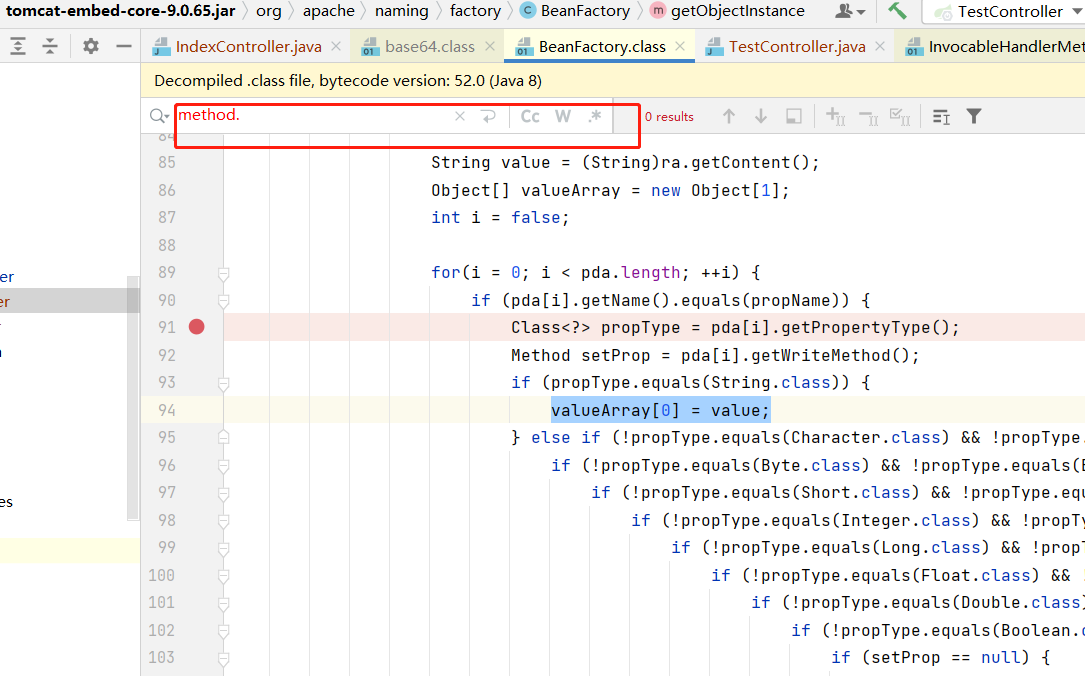 tomcat-embed-core-9.0.65.jar org apache naming factory BeanFactory getObjectInstance TestController
IndexController.java base64.class BeanFactory.class TestController.java InvocableHandlerMet
Decompiled .class file, bytecode version: 52.0 (Java 8)
method. Cc W .* 0 results
84
85 String value = (String)ra.getContent();
86 Object[] valueArray = new Object[1];
87 int i = false;
88
89 for(i = 0; i < pda.length; ++i) {
90 if (pda[i].getName().equals(propName)) {
91 Class<?> propType = pda[i].getPropertyType();
92 Method setProp = pda[i].getWriteMethod();
93 if (propType.equals(String.class)) {
94 valueArray[0] = value;
95 } else if (!propType.equals(Character.class) && !propType.
96 if (!propType.equals(Byte.class) && !propType.equals(
97 if (!propType.equals(Short.class) && !propType.equ
98 if (!propType.equals(Integer.class) && !propTy
99 if (!propType.equals(Long.class) && !propT
100 if (!propType.equals(Float.class) &&
101 if (!propType.equals(Double.class)
102 if (!propType.equals(Boolean.c
103 if (setProp == null) {
er
er
es